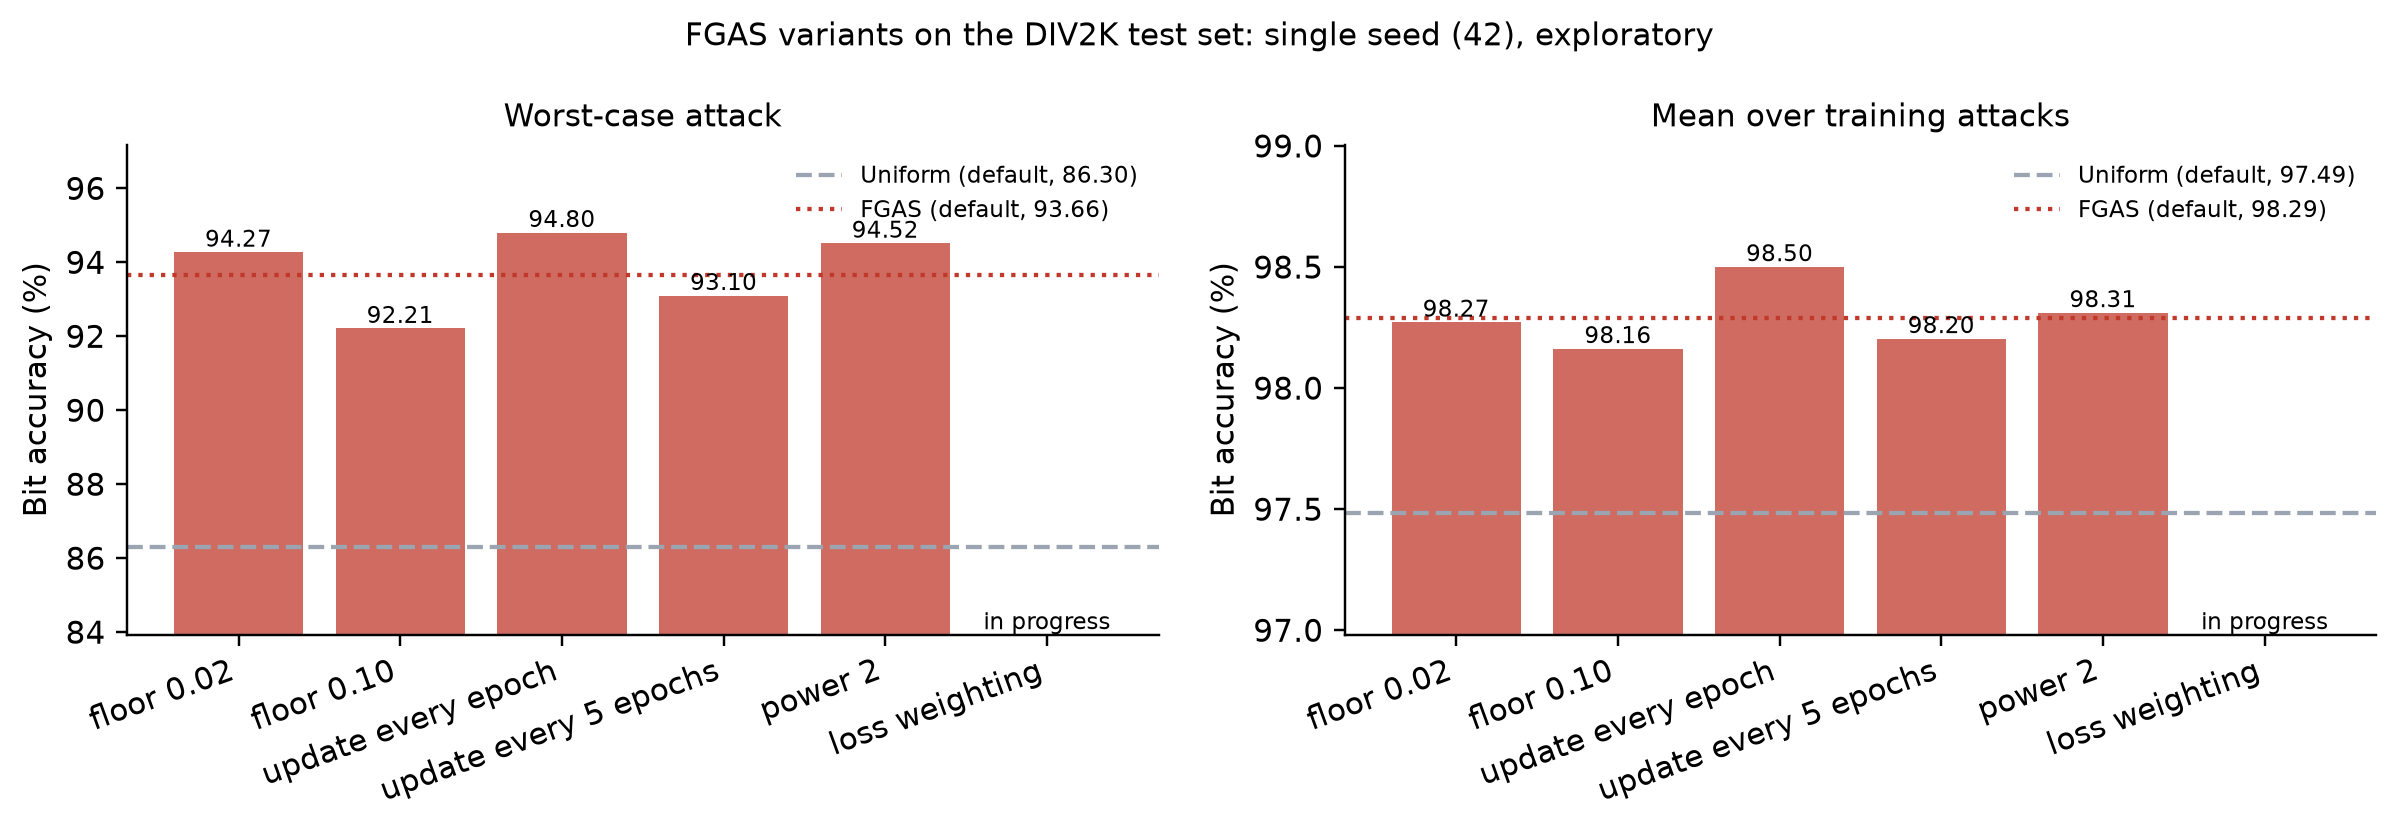 FGAS variants on the DIV2K test set: single seed (42), exploratory
Worst-case attack
Bit accuracy (%)
96
94
92
90
88
86
84
Uniform (default, 86.30)
FGAS (default, 93.66)
94.27
92.21
94.80
93.10
94.52
in progress
floor 0.02
floor 0.10
update every epoch
update every 5 epochs
power 2
loss weighting
Mean over training attacks
Bit accuracy (%)
99.0
98.5
98.0
97.5
97.0
Uniform (default, 97.49)
FGAS (default, 98.29)
98.27
98.16
98.50
98.20
98.31
in progress
floor 0.02
floor 0.10
update every epoch
update every 5 epochs
power 2
loss weighting